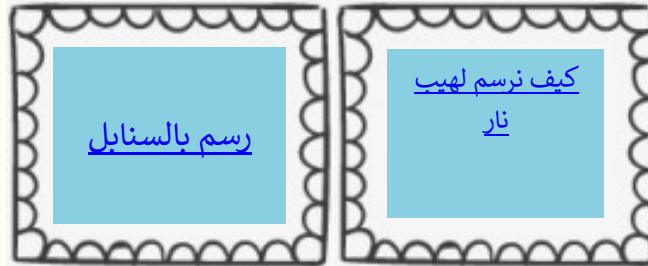 كيف نرسم لهيب
نار
رسم بالسنابل